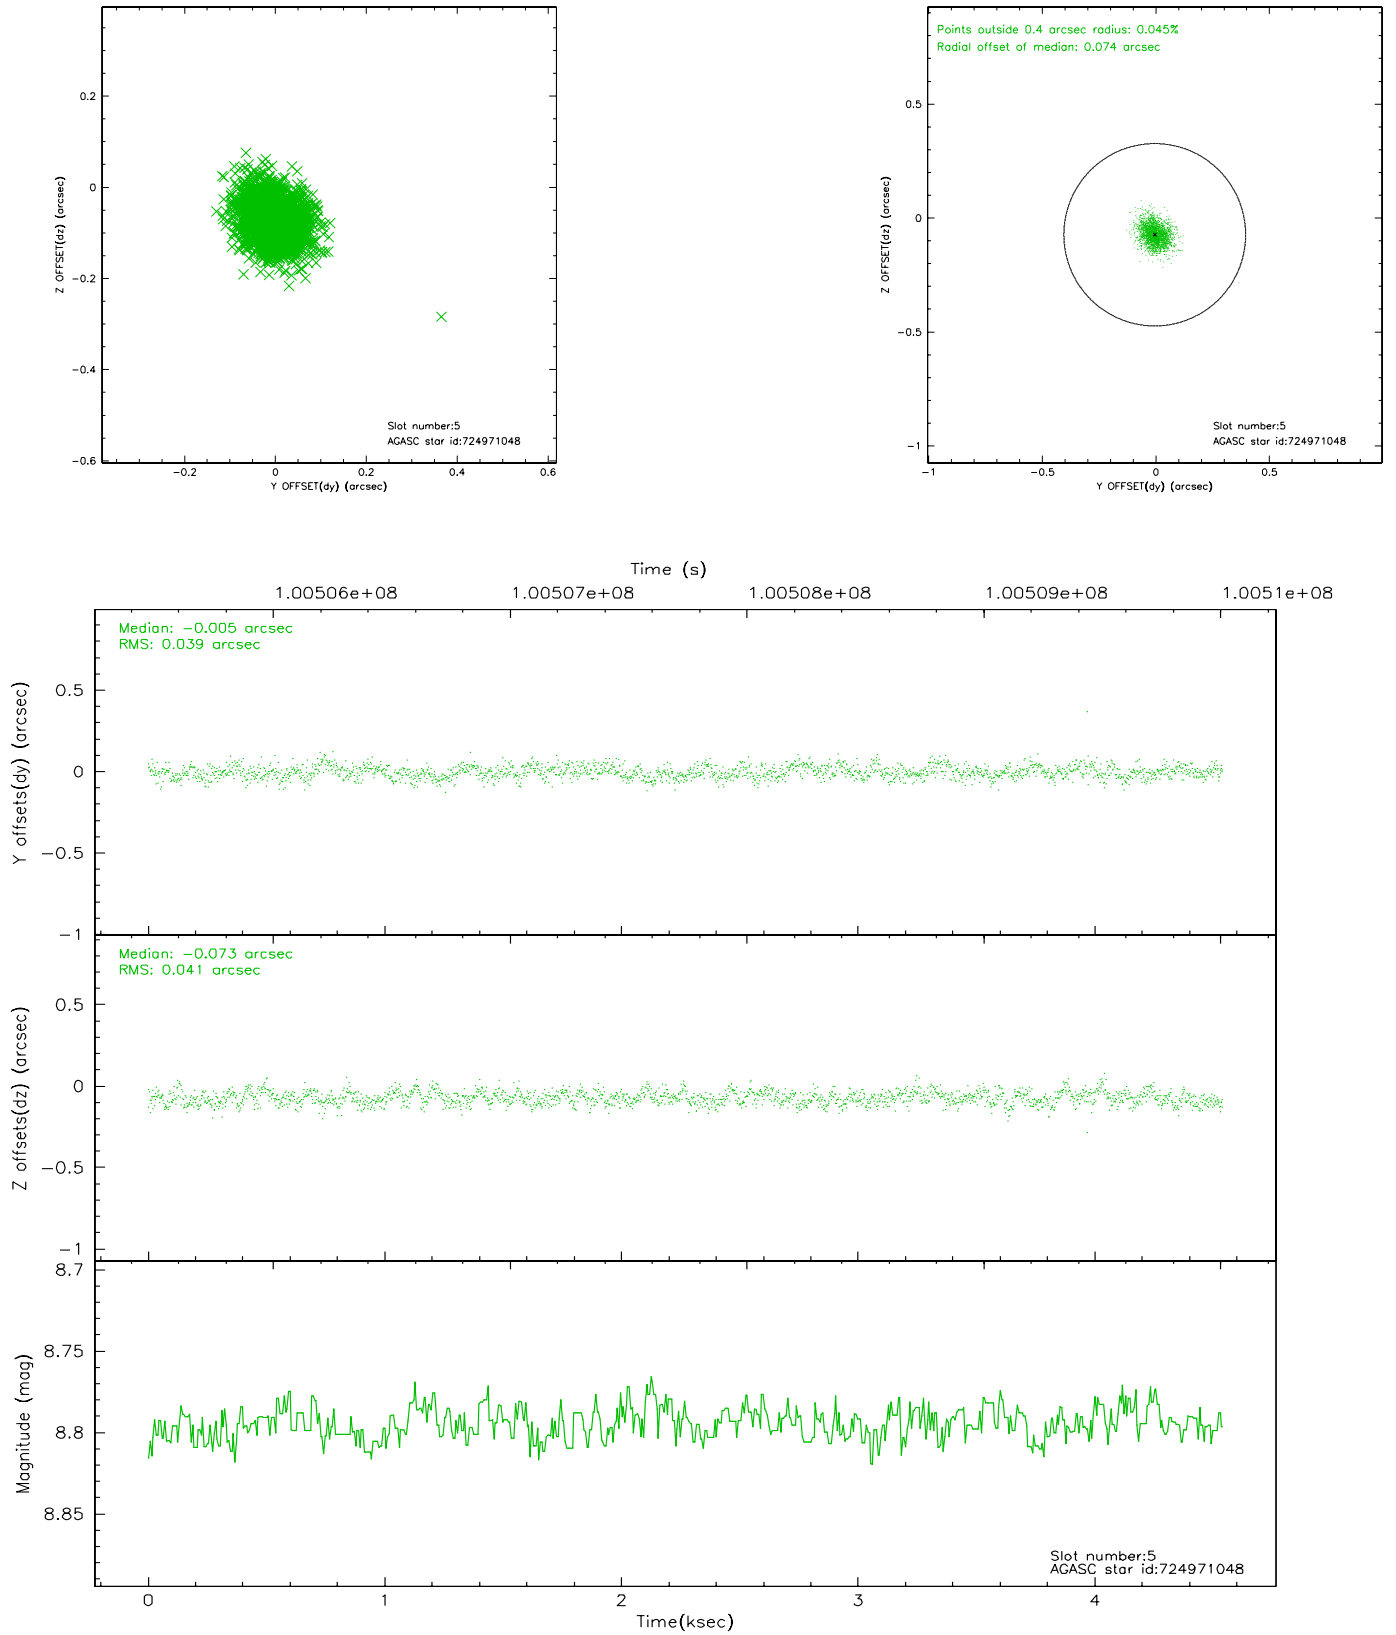 0.2
0
−0.2
−0.4
−0.6
−0.2
0
0.2
0.4
0.6
Z OFFSET(dz) (arcsec)
Y OFFSET(dy) (arcsec)
Slot number:5
AGASC star id:724971048
Points outside 0.4 arcsec radius: 0.045%
Radial offset of median: 0.074 arcsec
0.5
0
−0.5
−1
−1
−0.5
0
0.5
Z OFFSET(dz) (arcsec)
Y OFFSET(dy) (arcsec)
Slot number:5
AGASC star id:724971048
Time (s)
1.00506e+08
1.00507e+08
1.00508e+08
1.00509e+08
1.0051e+08
Median: −0.005 arcsec
RMS: 0.039 arcsec
0.5
0
−0.5
−1
Y offsets(dy) (arcsec)
Median: −0.073 arcsec
RMS: 0.041 arcsec
0.5
0
−0.5
−1
Z offsets(dz) (arcsec)
8.7
8.75
8.8
8.85
Magnitude (mag)
Slot number:5
AGASC star id:724971048
0
1
2
3
4
Time(ksec)